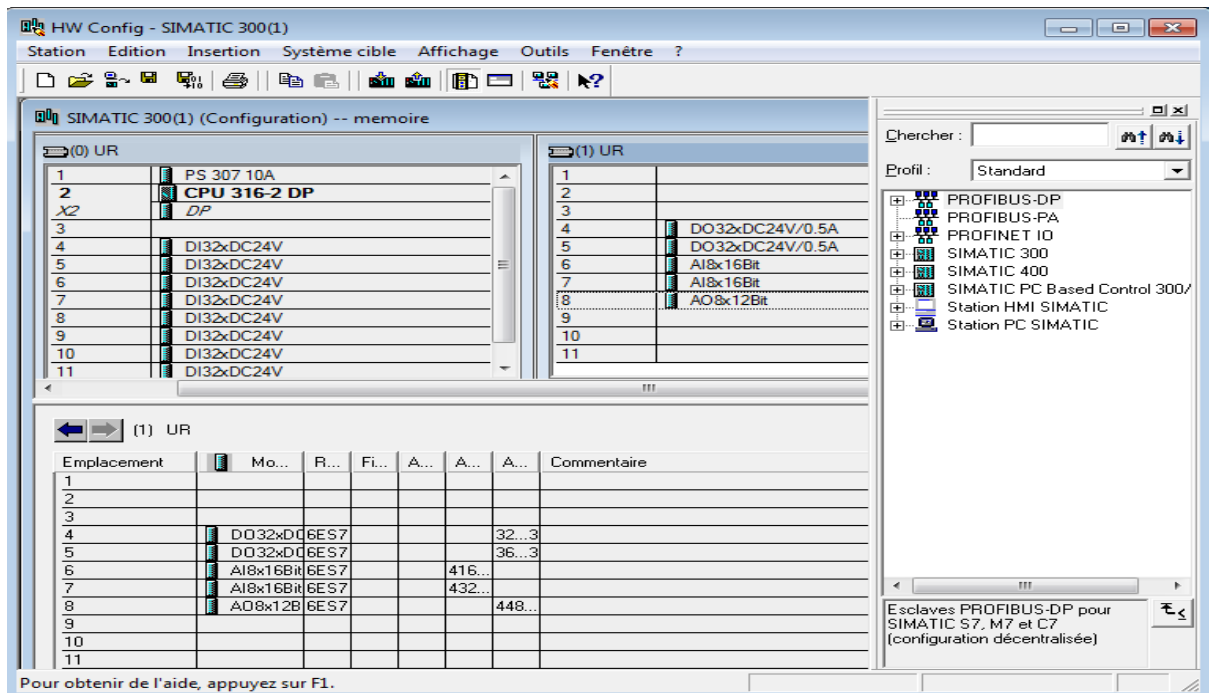 HW Config - SIMATIC 300(1)
Station Edition Insertion Système cible Affichage Outils Fenêtre ?
SIMATIC 300(1) (Configuration) -- memoire
(0) UR
1 PS 307 10A
2 CPU 316-2 DP
X2 DP
3
4 DI32xDC24V
5 DI32xDC24V
6 DI32xDC24V
7 DI32xDC24V
8 DI32xDC24V
9 DI32xDC24V
10 DI32xDC24V
11 DI32xDC24V
(1) UR
1
2
3
4 DO32xDC24V/0.5A
5 DO32xDC24V/0.5A
6 AI8x16Bit
7 AI8x16Bit
8 AO8x12Bit
9
10
11
Chercher :
Profil : Standard
PROFIBUS-DP
PROFIBUS-PA
PROFINET IO
SIMATIC 300
SIMATIC 400
SIMATIC PC Based Control 300/
Station HMI SIMATIC
Station PC SIMATIC
(1) UR
Emplacement Mo... R... Fi... A... A... A... Commentaire
1
2
3
4 DO32xDC 6ES7 32...3
5 DO32xDC 6ES7 36...3
6 AI8x16Bit 6ES7 416...
7 AI8x16Bit 6ES7 432...
8 AO8x12B 6ES7 448...
9
10
11
Esclaves PROFIBUS-DP pour
SIMATIC S7, M7 et C7
(configuration décentralisée)
Pour obtenir de l'aide, appuyez sur F1.